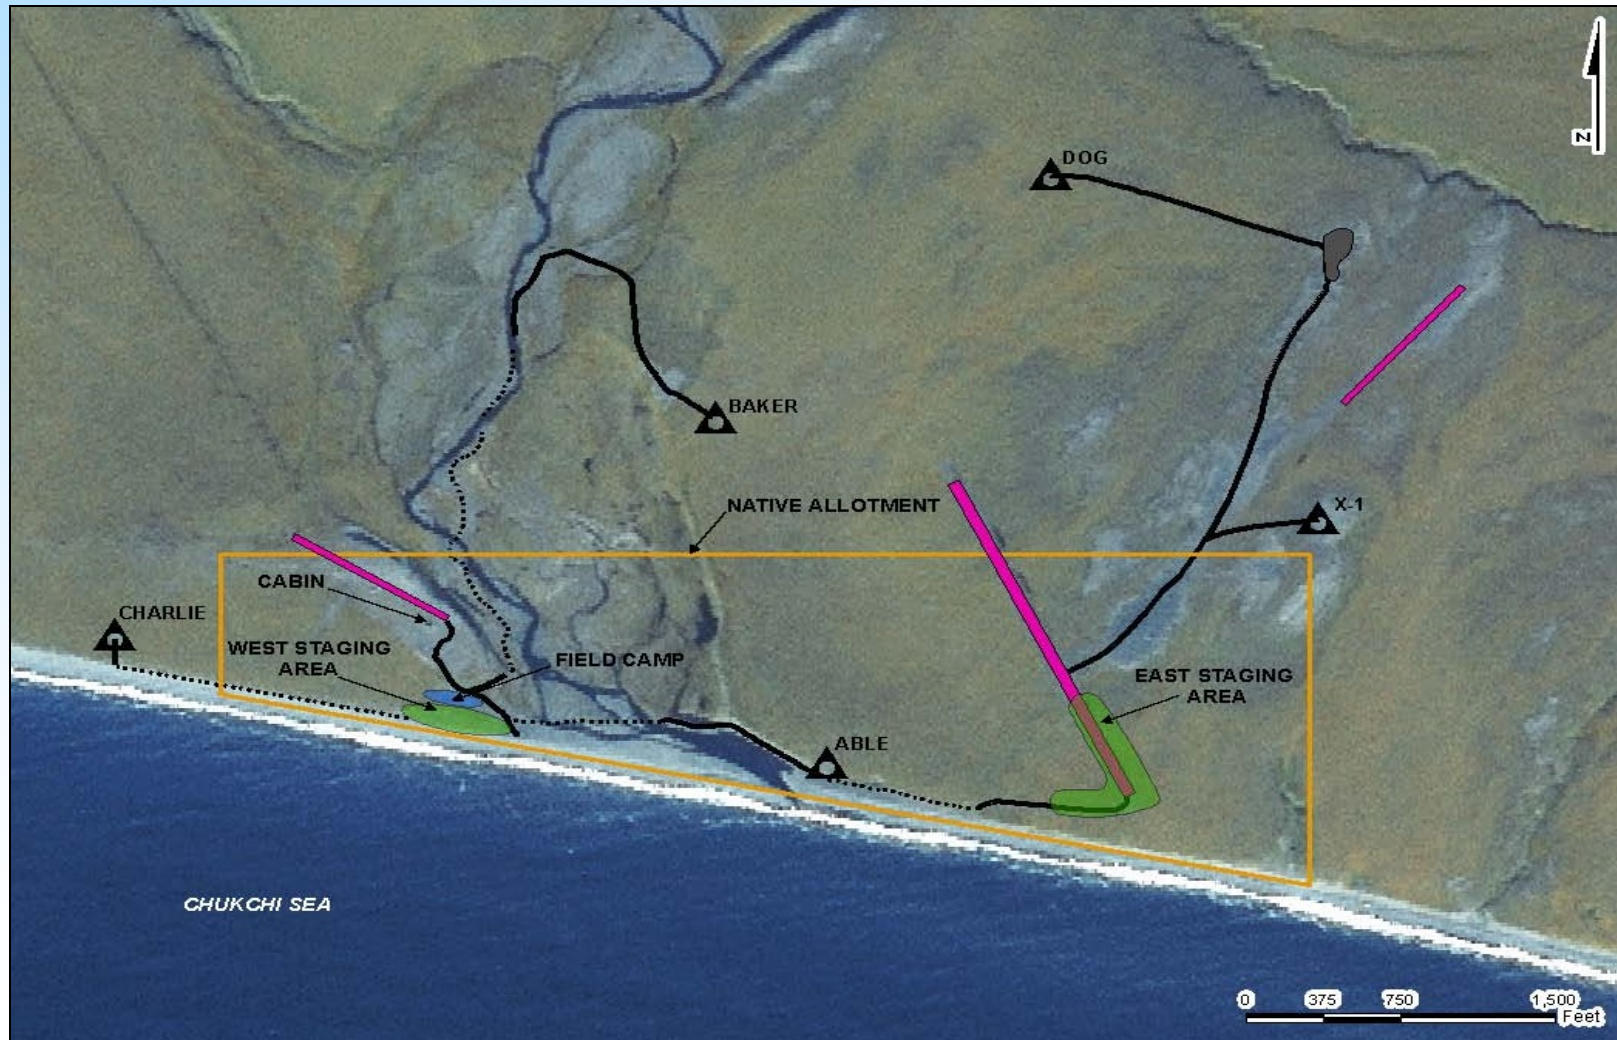 N
DOG
BAKER
NATIVE ALLOTMENT
X-1
CABIN
CHARLIE
WEST STAGING
AREA
FIELD CAMP
EAST STAGING
AREA
ABLE
CHUKCHI SEA
0 375 750 1,500
Feet